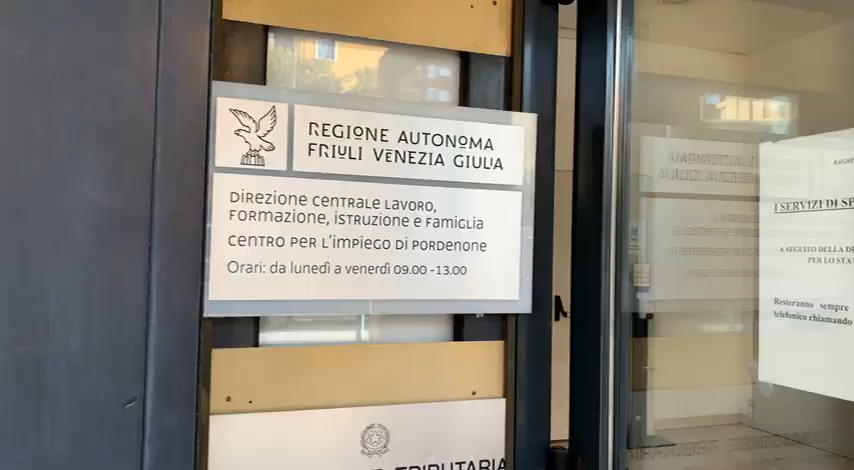 REGIONE AUTONOMA
FRIULI VENEZIA GIULIA
DIREZIONE CENTRALE LAVORO,
FORMAZIONE, ISTRUZIONE E FAMIGLIA
CENTRO PER L'IMPIEGO DI PORDENONE
Orari: da lunedì a venerdì 09.00 -13.00
TRIBUTARIA
I SERVIZI DI SP
A SEGUITO DELLA DI
PER LO STAT
Resteranno sempre
telefonico chiamando